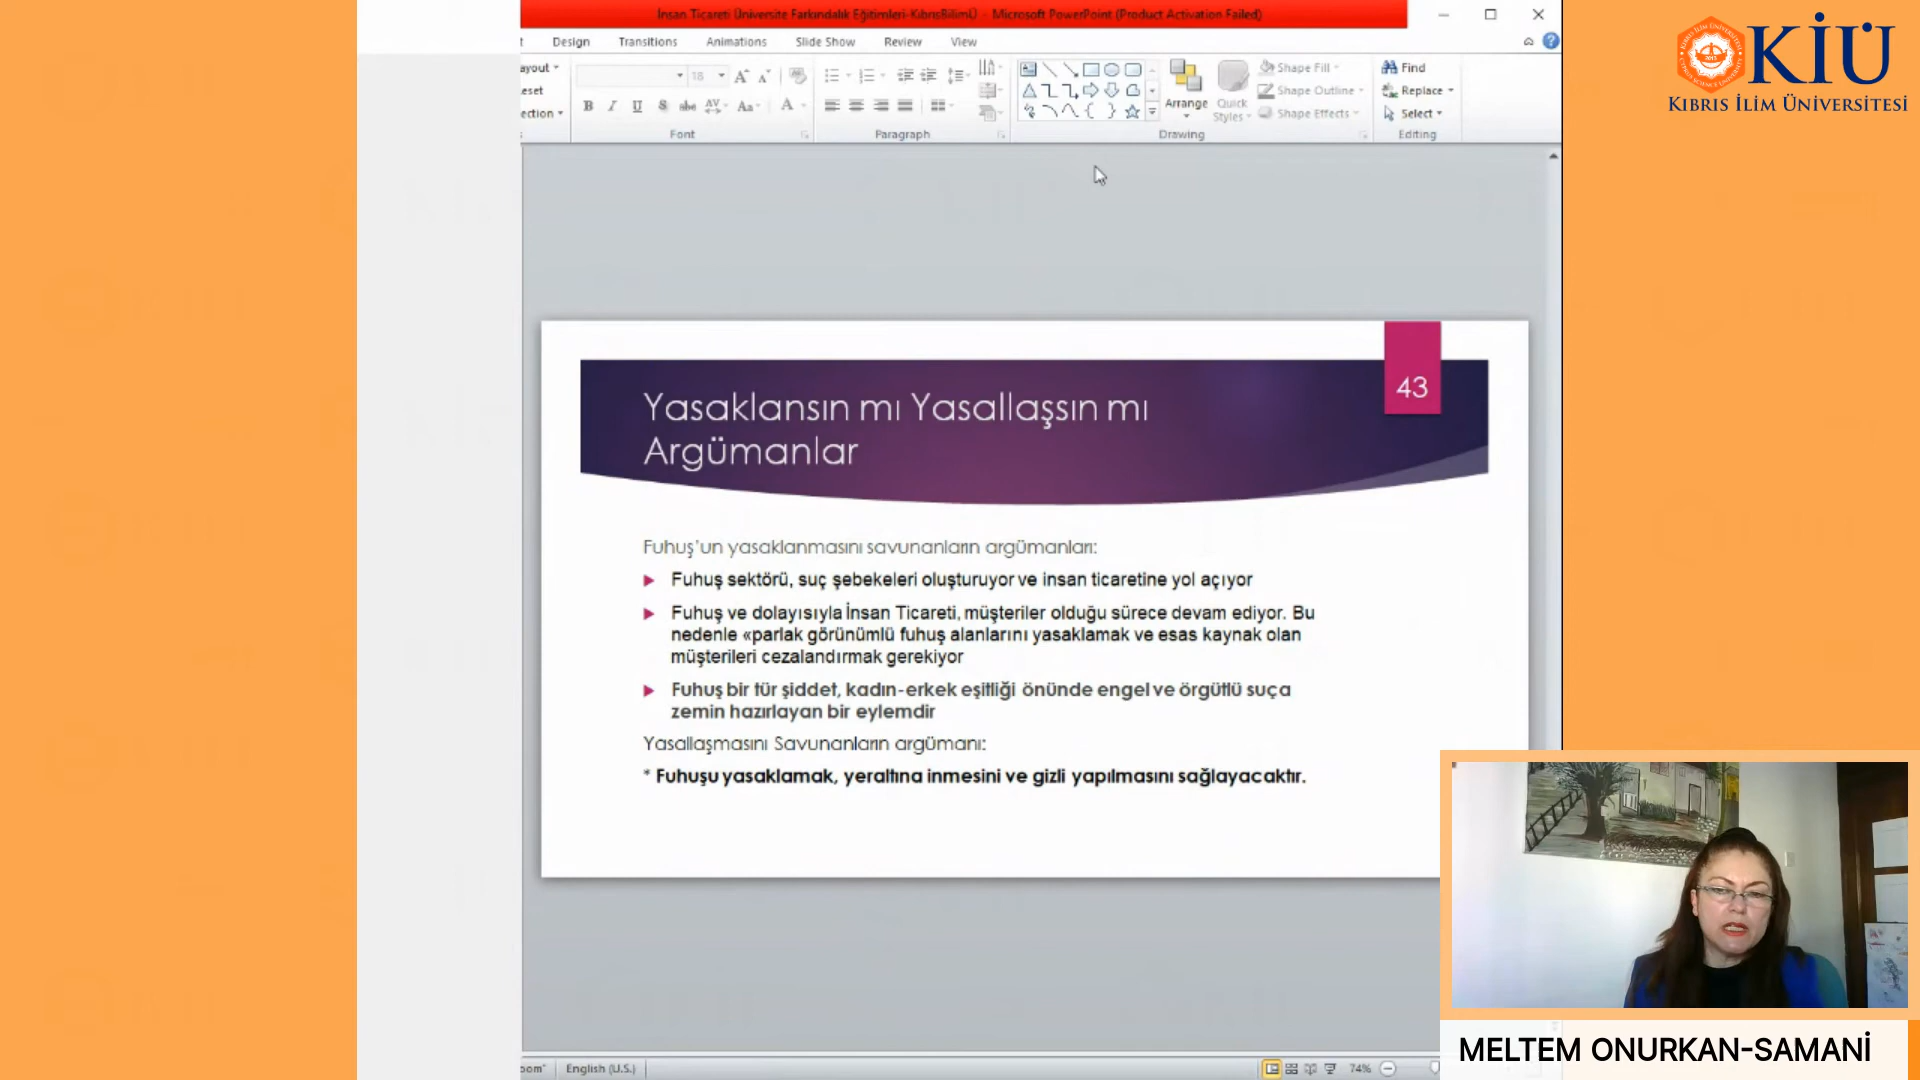 İnsan Ticareti Üniversite Farkındalık Eğitimleri-KıbrısBilimÜ - Microsoft PowerPoint (Product Activation Failed)
KİÜ
KIBRIS İLİM ÜNİVERSİTESİ
t Design Transitions Animations Slide Show Review View
ayout
eset
ection
18
Font
Paragraph
Arrange
Quick
Styles
Shape Fill
Shape Outline
Shape Effects
Drawing
Find
Replace
Select
Editing
43
Yasaklansın mı Yasallaşsın mı
Argümanlar
Fuhuş'un yasaklanmasını savunanların argümanları:
Fuhuş sektörü, suç şebekeleri oluşturuyor ve insan ticaretine yol açıyor
Fuhuş ve dolayısıyla İnsan Ticareti, müşteriler olduğu sürece devam ediyor. Bu
nedenle «parlak görünümlü fuhuş alanlarını yasaklamak ve esas kaynak olan
müşterileri cezalandırmak gerekiyor
Fuhuş bir tür şiddet, kadın-erkek eşitliği önünde engel ve örgütlü suça
zemin hazırlayan bir eylemdir
Yasallaşmasını Savunanların argümanı:
* Fuhuşu yasaklamak, yeraltına inmesini ve gizli yapılmasını sağlayacaktır.
oom" English (U.S.)
74%
MELTEM ONURKAN-SAMANİ